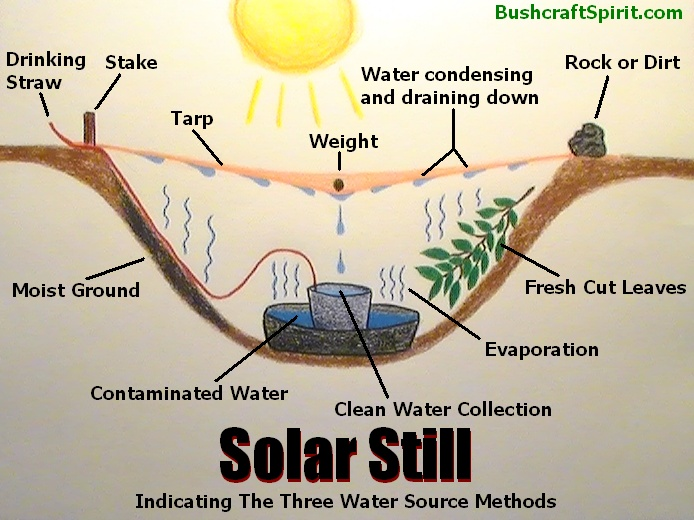 BushcraftSpirit.com
Drinking
Straw
Stake
Tarp
Weight
Water condensing
and draining down
Rock or Dirt
Moist Ground
Fresh Cut Leaves
Evaporation
Contaminated Water
Clean Water Collection
Solar Still
Indicating The Three Water Source Methods